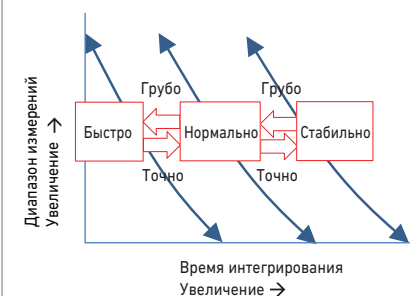 Диапазон измерений
Увеличение →
Грубо
Грубо
Быстро
Нормально
Стабильно
Точно
Точно
Время интегрирования
Увеличение →